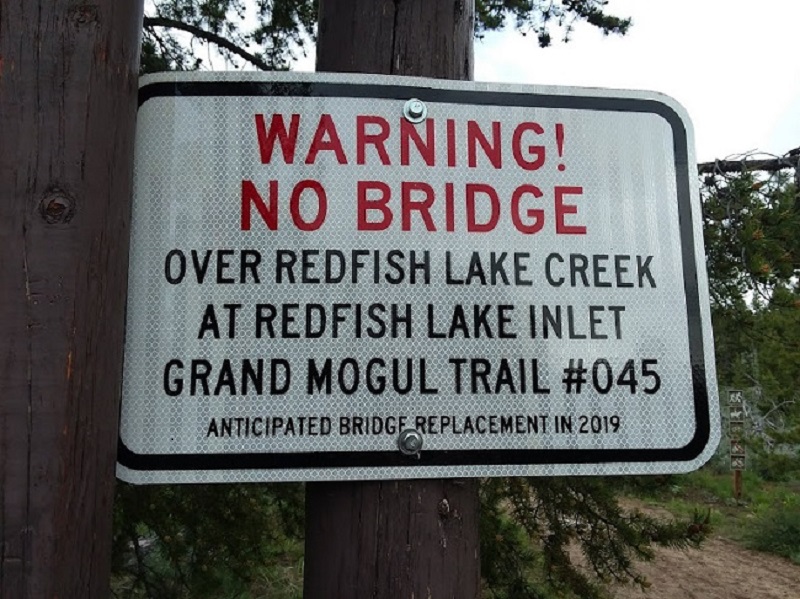 WARNING!
NO BRIDGE
OVER REDFISH LAKE CREEK
AT REDFISH LAKE INLET
GRAND MOGUL TRAIL #045
ANTICIPATED BRIDGE REPLACEMENT IN 2019